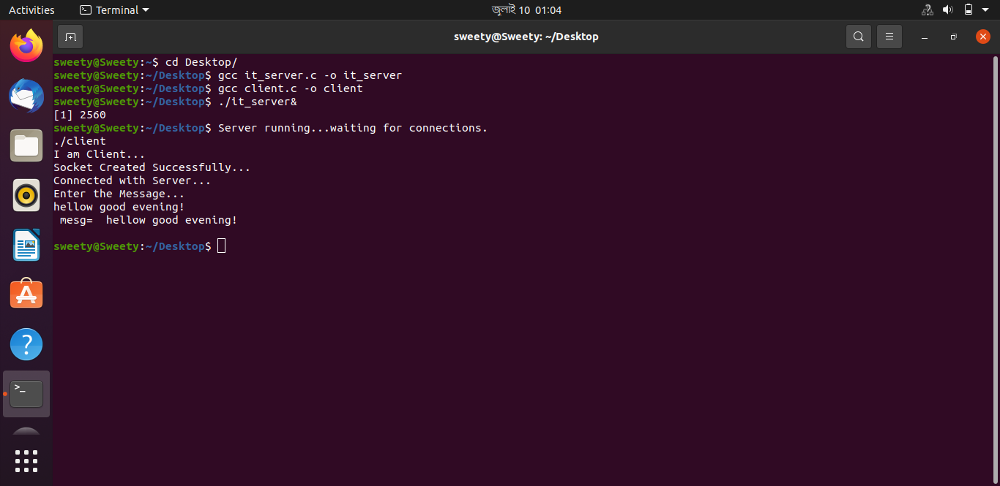 Activities
Terminal
জুলাই 10 01:04
sweety@Sweety: ~/Desktop
sweety@Sweety:~$ cd Desktop/
sweety@Sweety:~/Desktop$ gcc it_server.c -o it_server
sweety@Sweety:~/Desktop$ gcc client.c -o client
sweety@Sweety:~/Desktop$ ./it_server&
[1] 2560
sweety@Sweety:~/Desktop$ Server running...waiting for connections.
./client
I am Client...
Socket Created Successfully...
Connected with Server...
Enter the Message...
hellow good evening!
 mesg=  hellow good evening!
sweety@Sweety:~/Desktop$